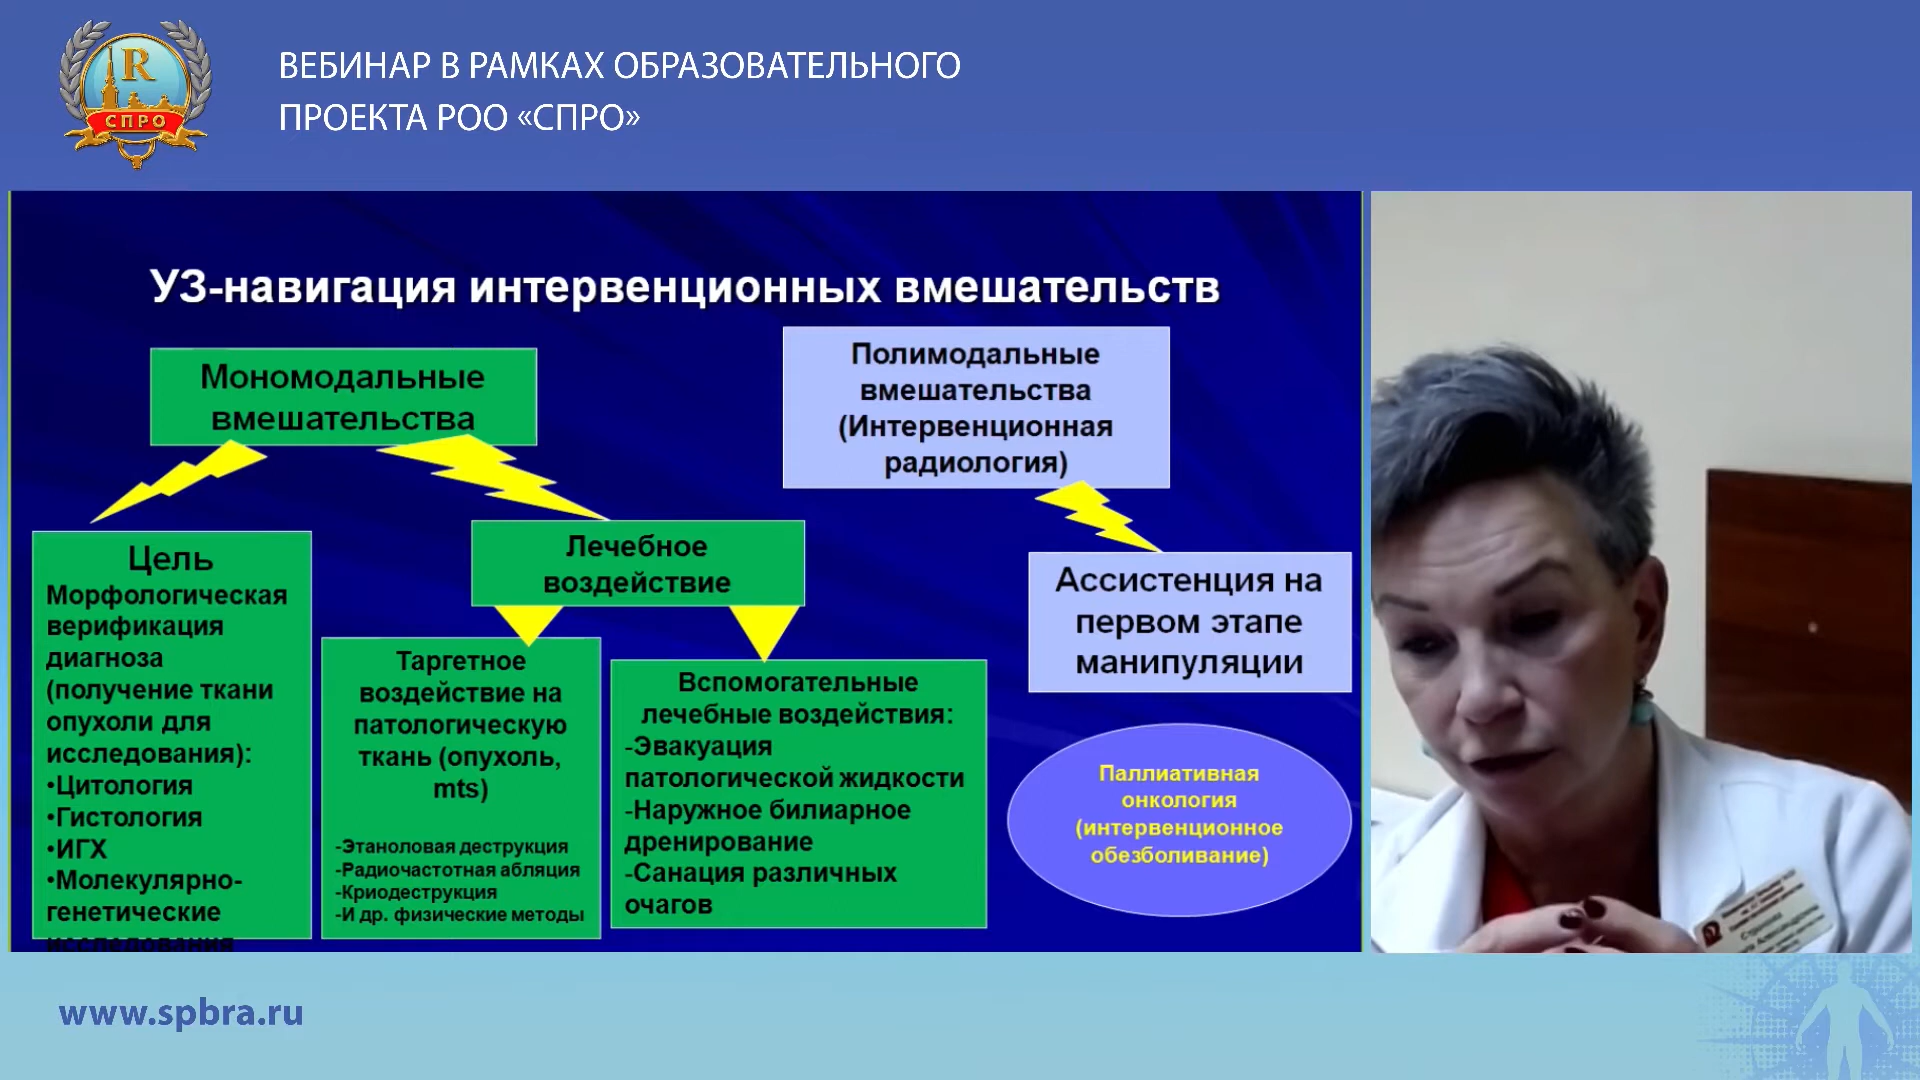 R
СПРО
ВЕБИНАР В РАМКАХ ОБРАЗОВАТЕЛЬНОГО
ПРОЕКТА РОО «СПРО»
УЗ-навигация интервенционных вмешательств
Мономодальные
вмешательства
Полимодальные
вмешательства
(Интервенционная
радиология)
Цель
Морфологическая
верификация
диагноза
(получение ткани
опухоли для
исследования):
•Цитология
•Гистология
•ИГХ
•Молекулярно-
генетические
исследования
Лечебное
воздействие
Таргетное
воздействие на
патологическую
ткань (опухоль,
mts)
-Этаноловая деструкция
-Радиочастотная абляция
-Криодеструкция
-И др. физические методы
Вспомогательные
лечебные воздействия:
-Эвакуация
патологической жидкости
-Наружное билиарное
дренирование
-Санация различных
очагов
Ассистенция на
первом этапе
манипуляции
Паллиативная
онкология
(интервенционное
обезболивание)
www.spbra.ru